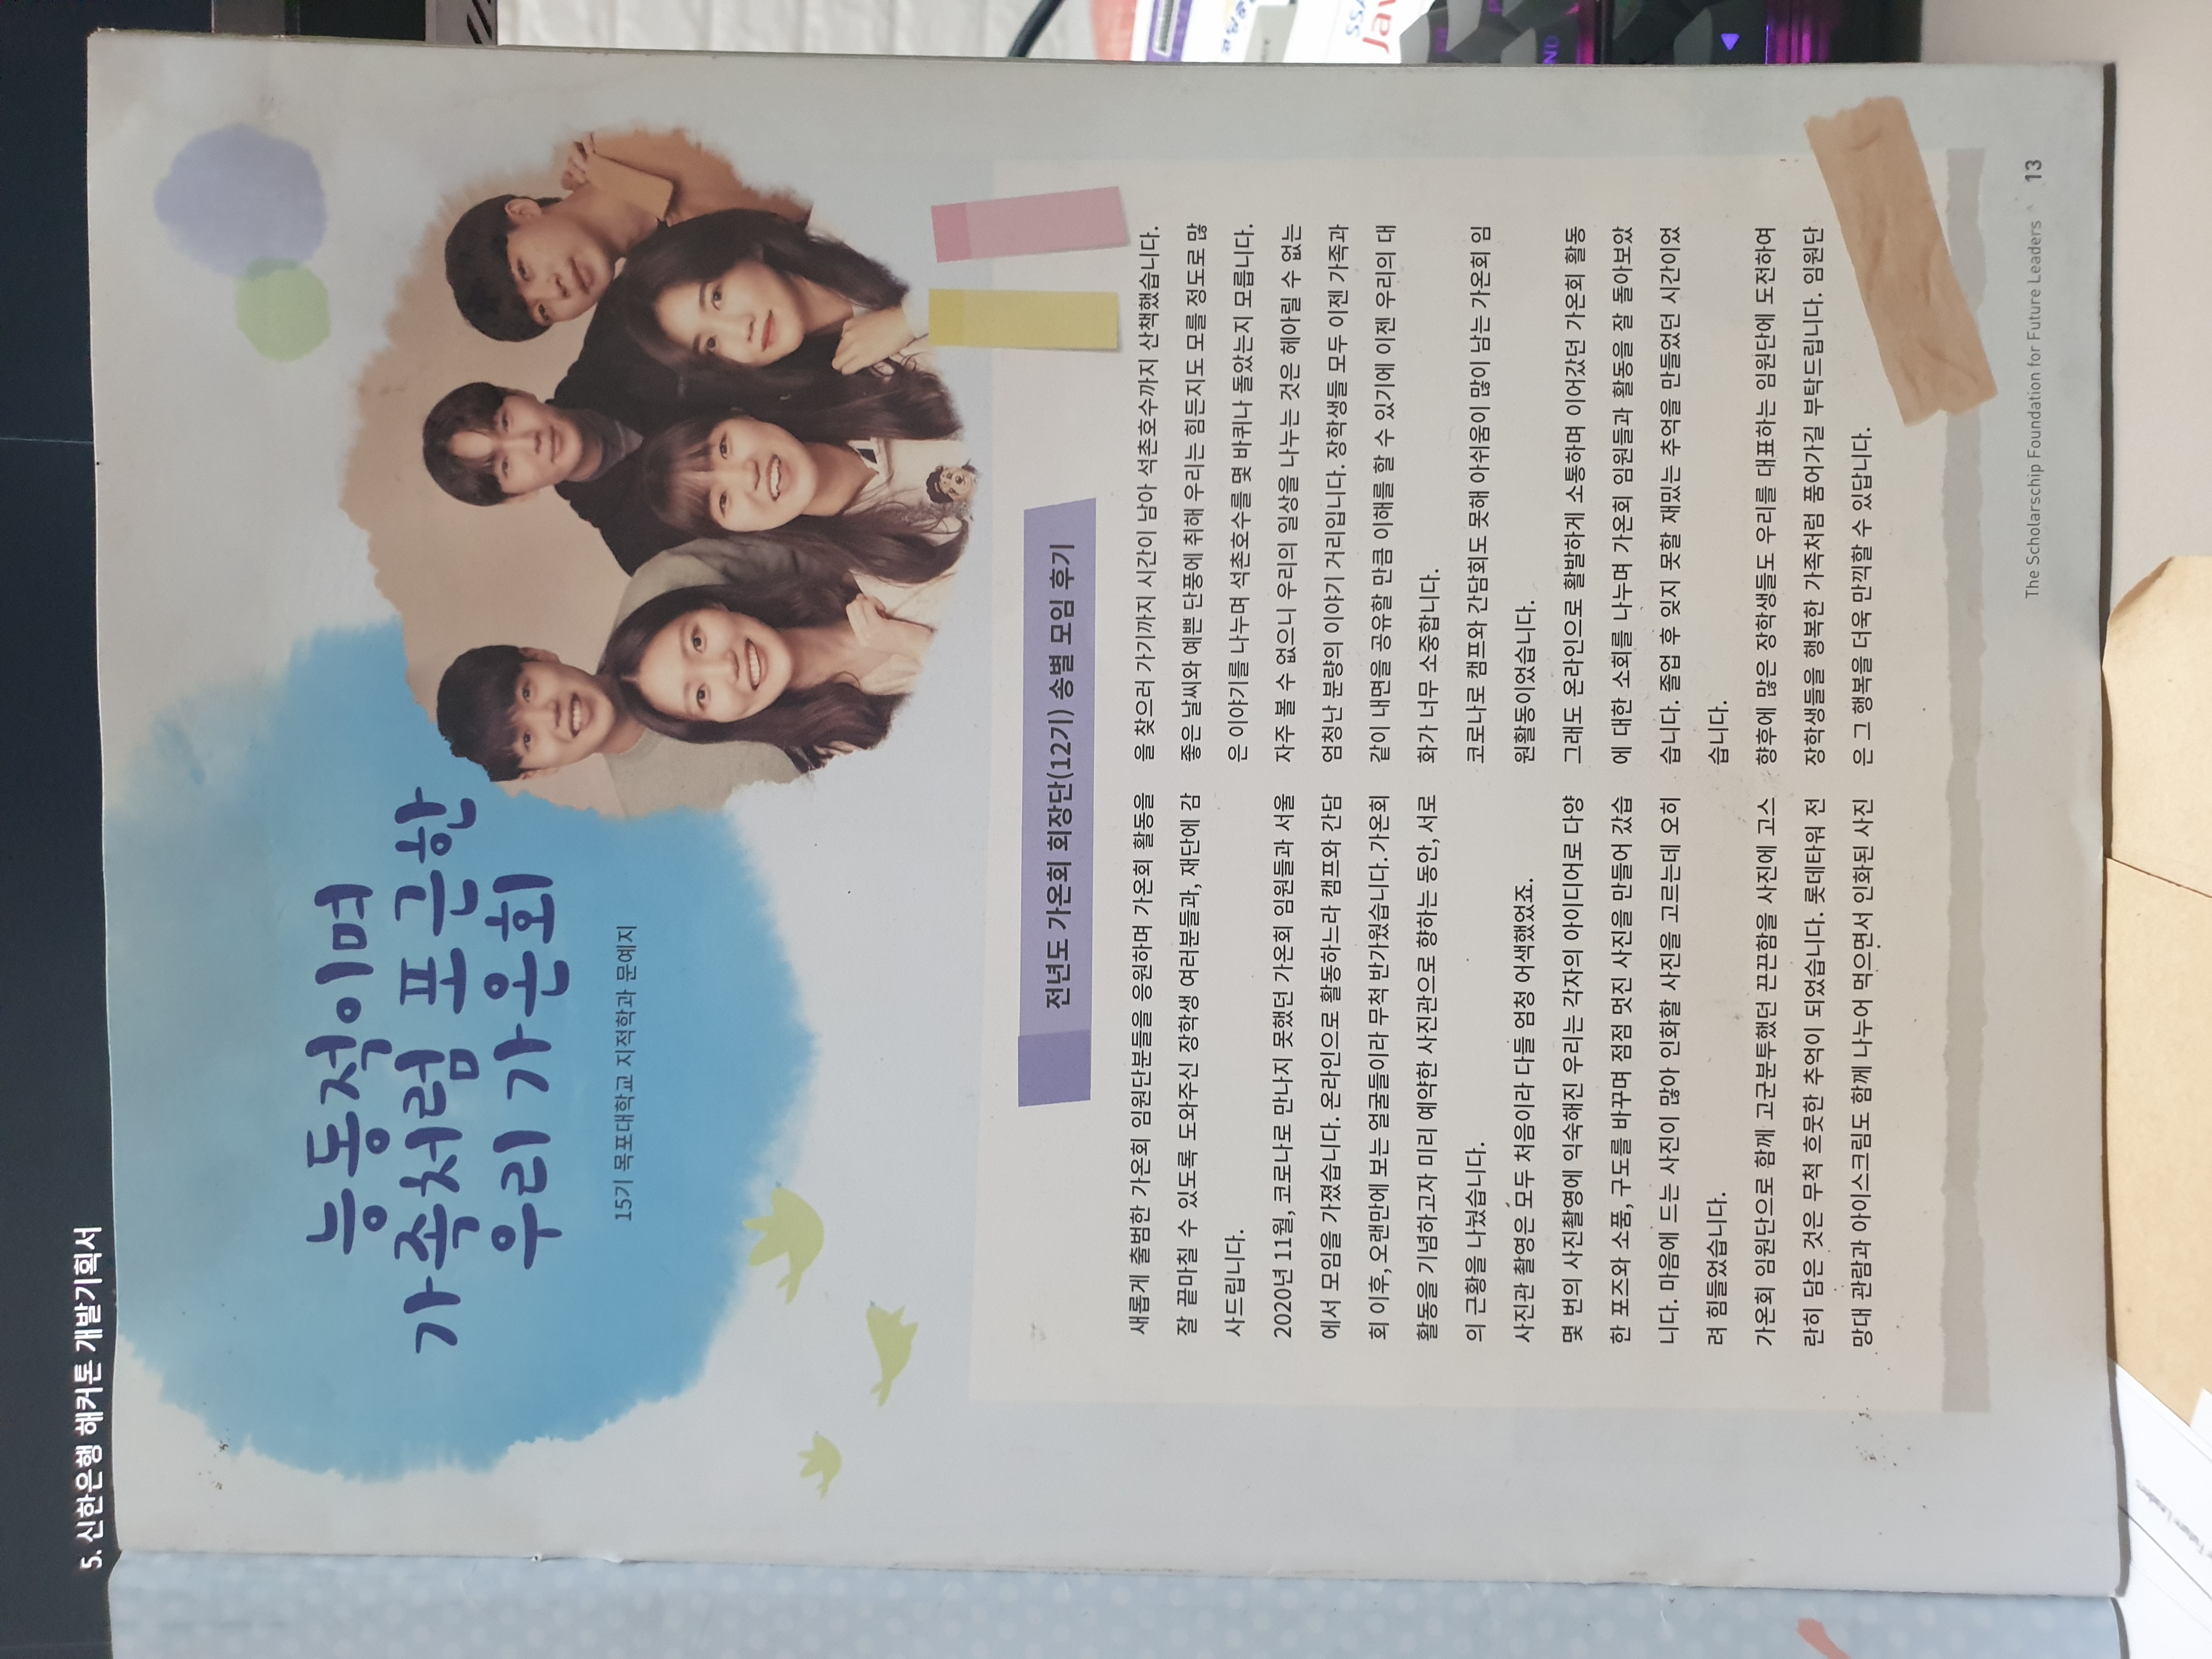 5. 신한은행 해커톤 개발기획서
능동적이며
가족처럼 포근한
우리 가온회
15기 목포대학교 지적학과 문예지
전년도 가온회 회장단(12기) 송별 모임 후기
새롭게 출범한 가온회 임원단분들을 응원하며 가온회 활동을
잘 끝마칠 수 있도록 도와주신 장학생 여러분들과, 재단에 감
사드립니다.
2020년 11월, 코로나로 만나지 못했던 가온회 임원들과 서울
에서 모임을 가졌습니다. 온라인으로 활동하느라 캠프와 간담
회 이후, 오랜만에 보는 얼굴들이라 무척 반가웠습니다. 가온회
활동을 기념하고자 미리 예약한 사진관으로 향하는 동안, 서로
의 근황을 나눴습니다.
사진관 촬영은 모두 처음이라 다들 엄청 어색했었죠.
몇 번의 사진촬영에 익숙해진 우리는 각자의 아이디어로 다양
한 포즈와 소품, 구도를 바꾸며 점점 멋진 사진을 만들어 갔습
니다. 마음에 드는 사진이 많아 인화할 사진을 고르는데 오히
려 힘들었습니다.
가온회 임원단으로 함께 고군분투했던 끈끈함을 사진에 고스
란히 담은 것은 무척 흐뭇한 추억이 되었습니다. 롯데타워 전
망대 관람과 아이스크림도 함께 나누어 먹으면서 인화된 사진
을 찾으러 가기까지 시간이 남아 석촌호수까지 산책했습니다.
좋은 날씨와 예쁜 단풍에 취해 우리는 힘든지도 모를 정도로 많
은 이야기를 나누며 석촌호수를 몇 바퀴나 돌았는지 모릅니다.
자주 볼 수 없으니 우리의 일상을 나누는 것은 헤아릴 수 없는
엄청난 분량의 이야기 거리입니다. 장학생들 모두 이젠 가족과
같이 내면을 공유할 만큼 이해를 할 수 있기에 이젠 우리의 대
화가 너무 소중합니다.
코로나로 캠프와 간담회도 못해 아쉬움이 많이 남는 가온회 임
원활동이었습니다.
그래도 온라인으로 활발하게 소통하며 이어갔던 가온회 활동
에 대한 소회를 나누며 가온회 임원들과 활동을 잘 돌아보았
습니다. 졸업 후 잊지 못할 재밌는 추억을 만들었던 시간이었
습니다.
향후에 많은 장학생들도 우리를 대표하는 임원단에 도전하여
장학생들을 행복한 가족처럼 품어가길 부탁드립니다. 임원단
은 그 행복을 더욱 만끽할 수 있답니다.
The Scholarschip Foundation for Future Leaders 13
Future Leaders